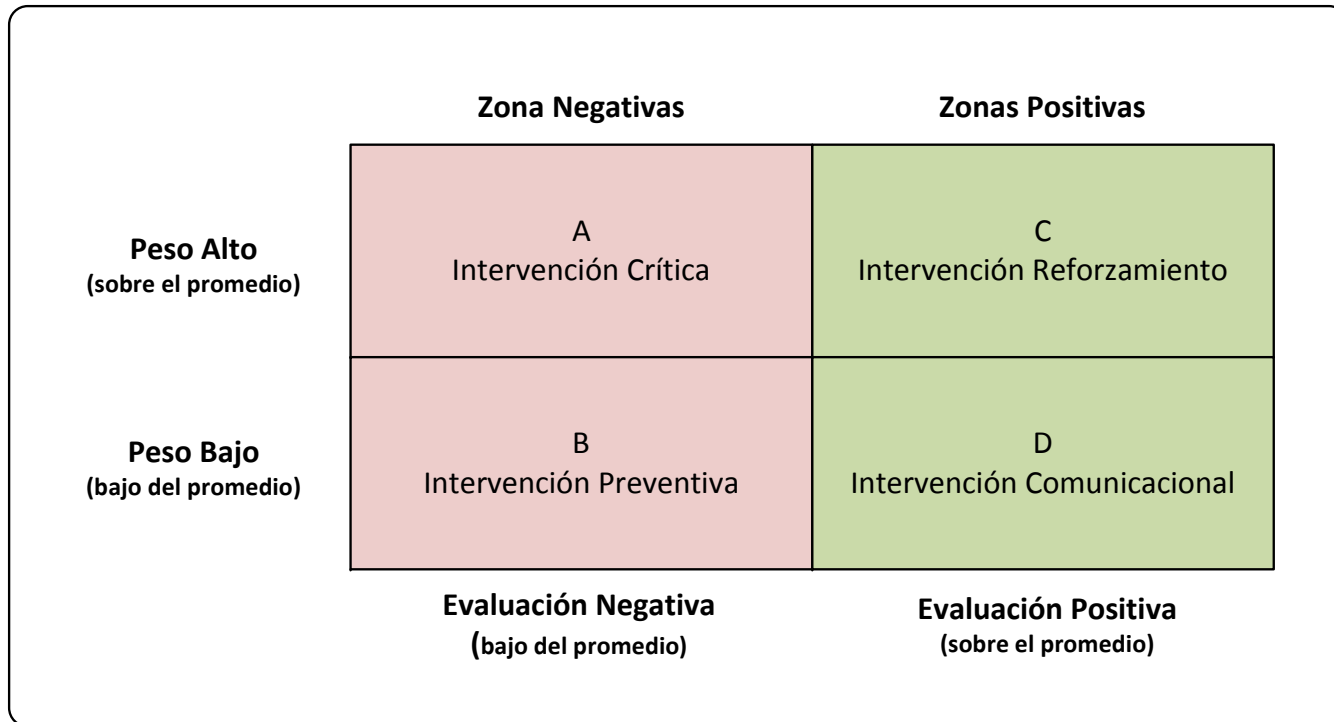 Zona Negativas
Zonas Positivas
Peso Alto
(sobre el promedio)
A
Intervención Crítica
C
Intervención Reforzamiento
Peso Bajo
(bajo del promedio)
B
Intervención Preventiva
D
Intervención Comunicacional
Evaluación Negativa
(bajo del promedio)
Evaluación Positiva
(sobre el promedio)